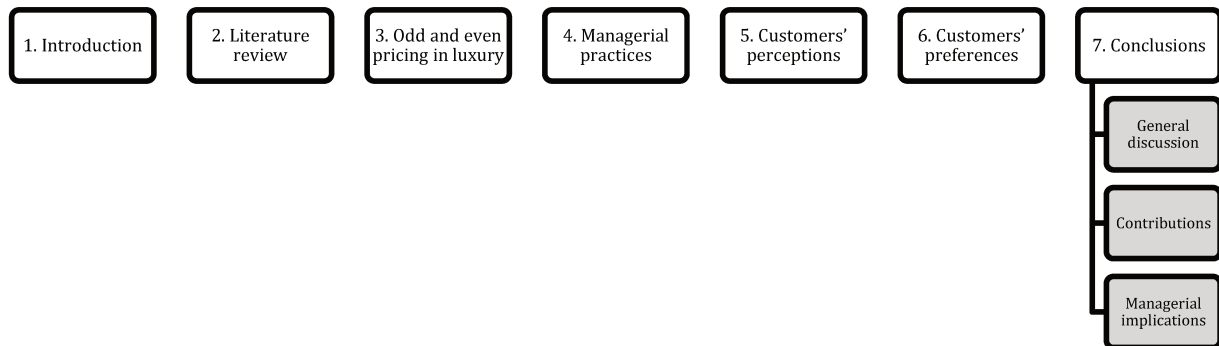 1. Introduction
2. Literature
review
3. Odd and even
pricing in luxury
4. Managerial
practices
5. Customers’
perceptions
6. Customers’
preferences
7. Conclusions
General
discussion
Contributions
Managerial
implications